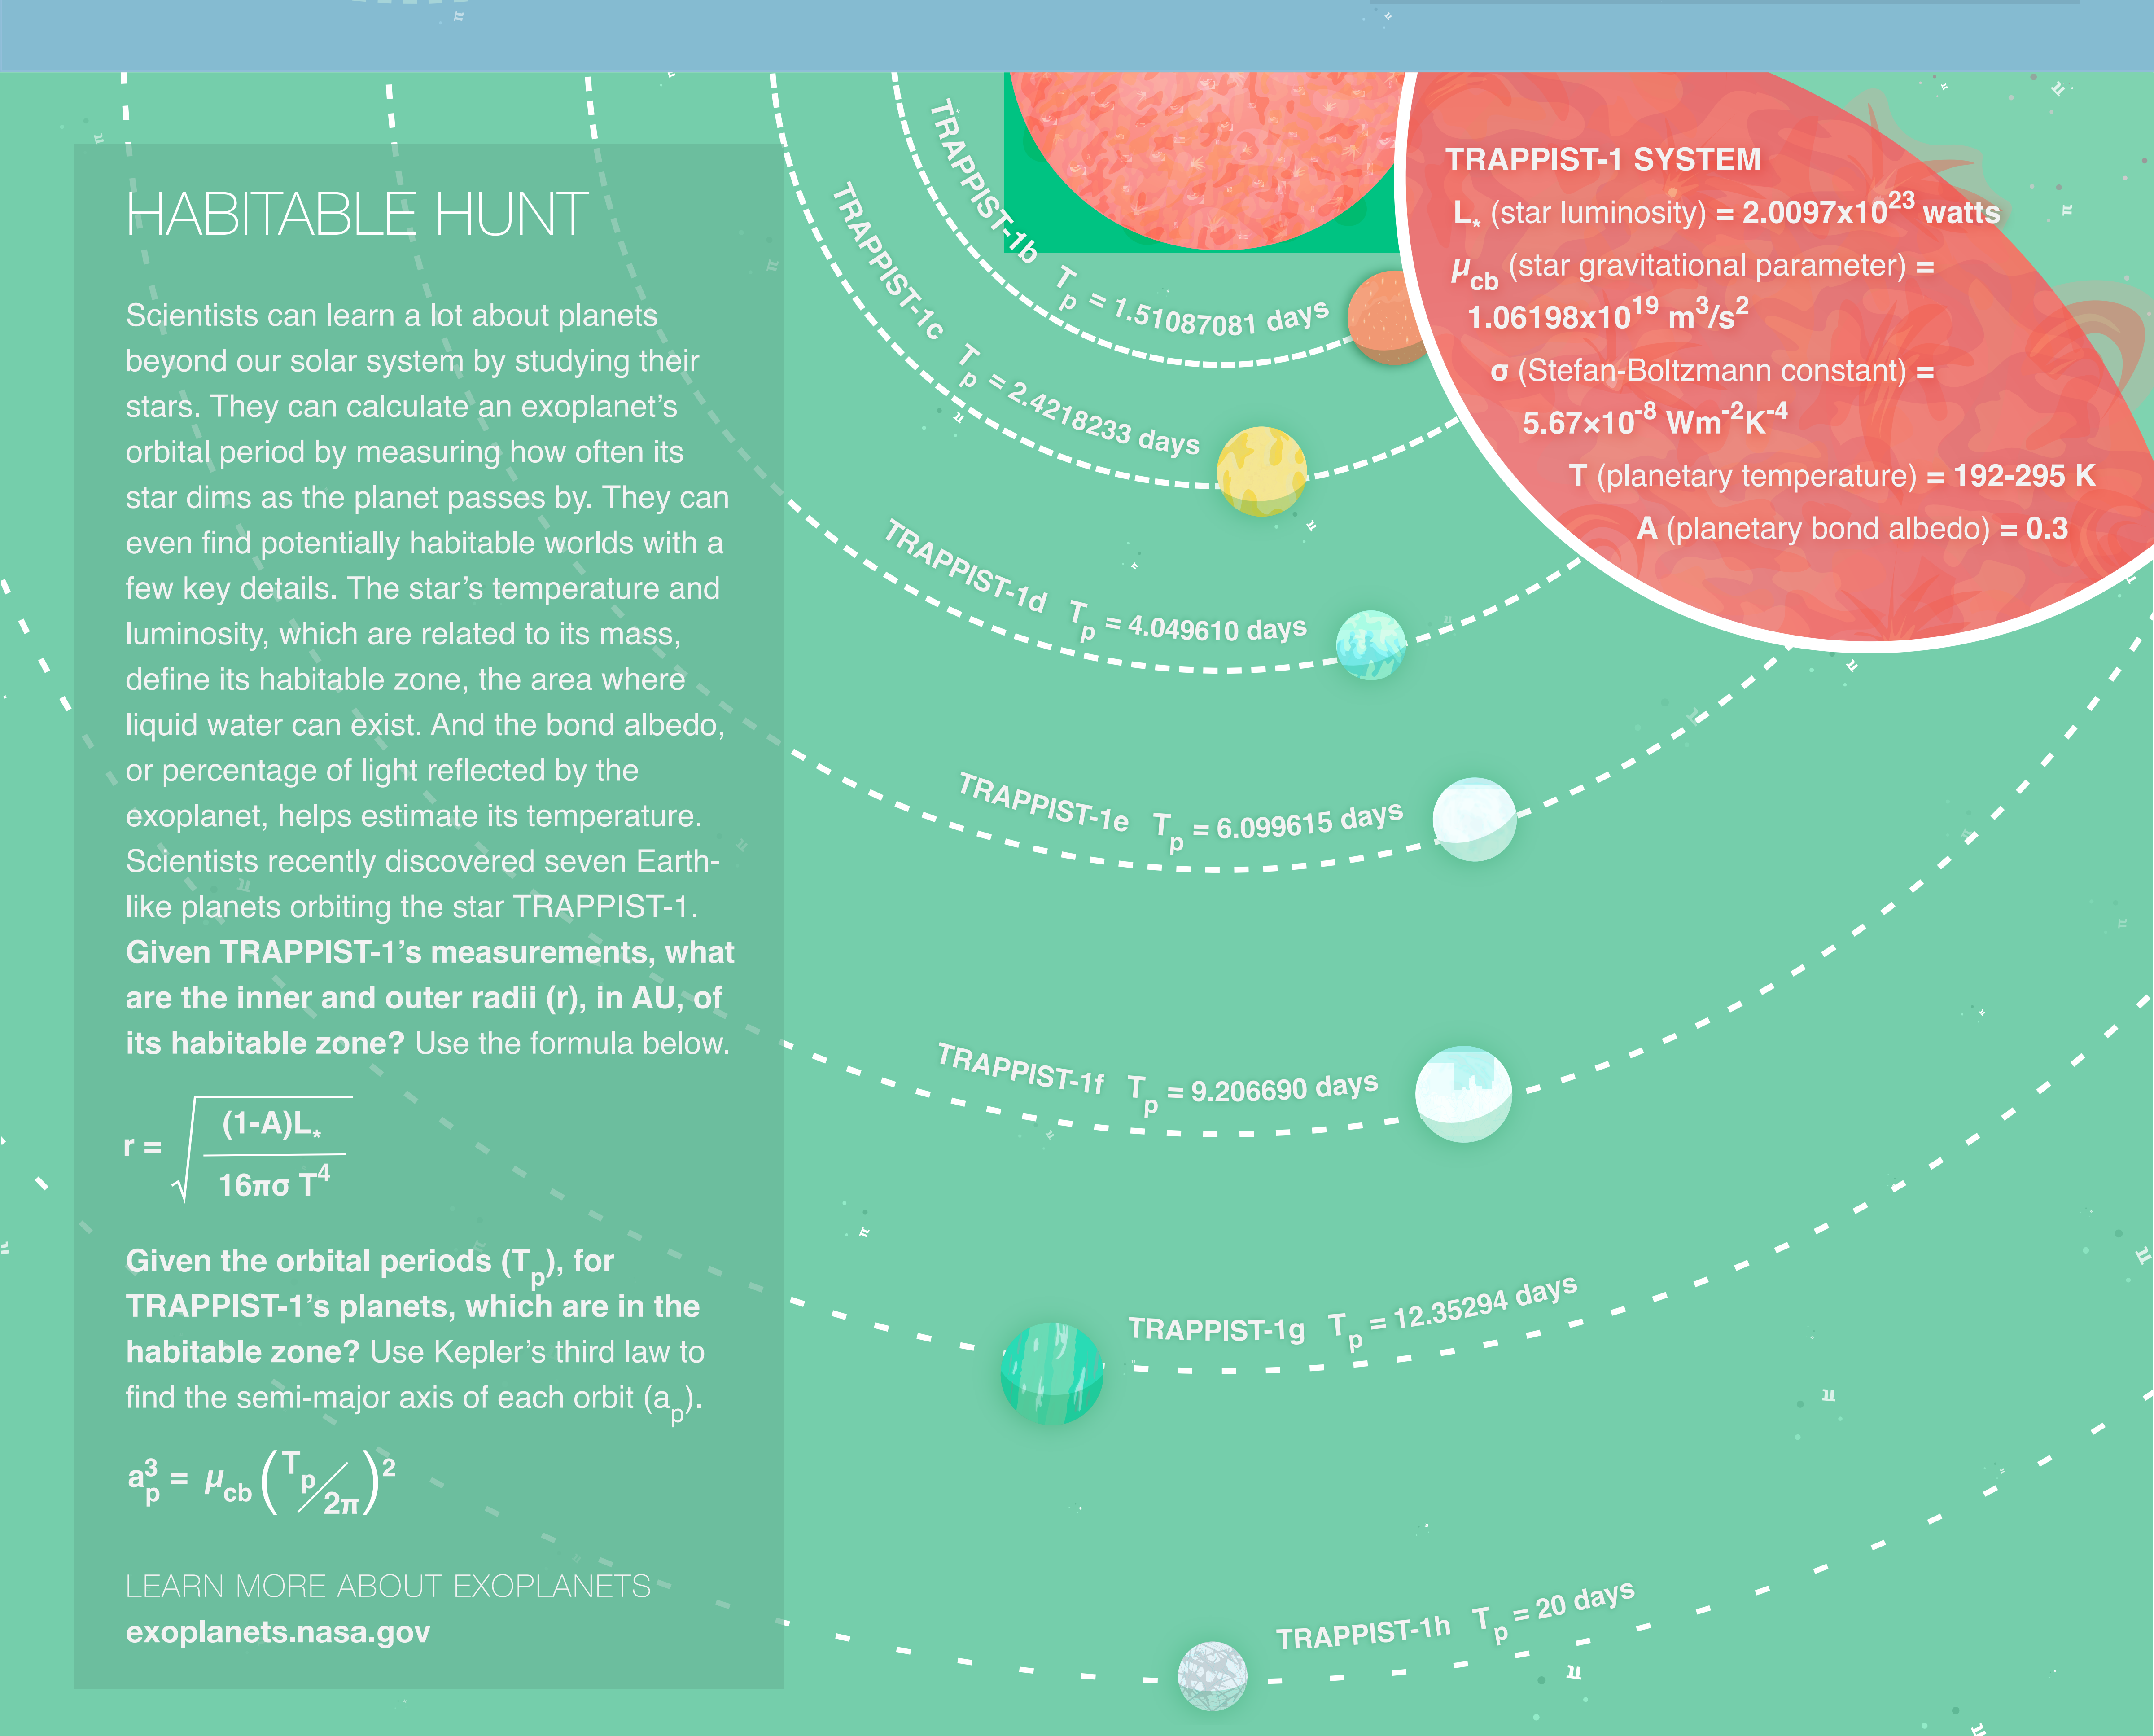 HABITABLE HUNT
Scientists can learn a lot about planets
beyond our solar system by studying their
stars. They can calculate an exoplanet’s
orbital period by measuring how often its
star dims as the planet passes by. They can
even find potentially habitable worlds with a
few key details. The star’s temperature and
luminosity, which are related to its mass,
define its habitable zone, the area where
liquid water can exist. And the bond albedo,
or percentage of light reflected by the
exoplanet, helps estimate its temperature.
Scientists recently discovered seven Earth-
like planets orbiting the star TRAPPIST-1.
Given TRAPPIST-1’s measurements, what
are the inner and outer radii (r), in AU, of
its habitable zone? Use the formula below.
r = √((1-A)L* / 16πσ T⁴)
Given the orbital periods (Tp), for
TRAPPIST-1’s planets, which are in the
habitable zone? Use Kepler’s third law to
find the semi-major axis of each orbit (ap).
ap³ = μcb (Tp/2π)²
LEARN MORE ABOUT EXOPLANETS
exoplanets.nasa.gov
TRAPPIST-1b Tp = 1.51087081 days
TRAPPIST-1c Tp = 2.4218233 days
TRAPPIST-1d Tp = 4.049610 days
TRAPPIST-1e Tp = 6.099615 days
TRAPPIST-1f Tp = 9.206690 days
TRAPPIST-1g Tp = 12.35294 days
TRAPPIST-1h Tp = 20 days
TRAPPIST-1 SYSTEM
L* (star luminosity) = 2.0097x10²³ watts
μcb (star gravitational parameter) =
1.06198x10¹⁹ m³/s²
σ (Stefan-Boltzmann constant) =
5.67×10⁻⁸ Wm⁻²K⁻⁴
T (planetary temperature) = 192-295 K
A (planetary bond albedo) = 0.3